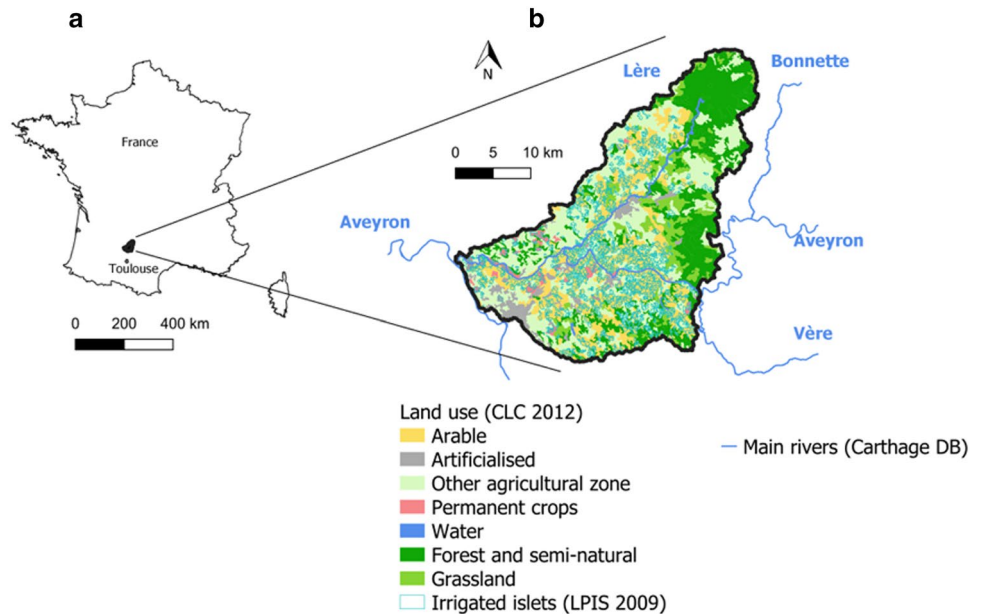 a
b
N
Lère
Bonnette
France
0 5 10 km
Aveyron
Aveyron
Toulouse
0 200 400 km
Vère
Land use (CLC 2012)
Arable
Artificialised
Main rivers (Carthage DB)
Other agricultural zone
Permanent crops
Water
Forest and semi-natural
Grassland
Irrigated islets (LPIS 2009)